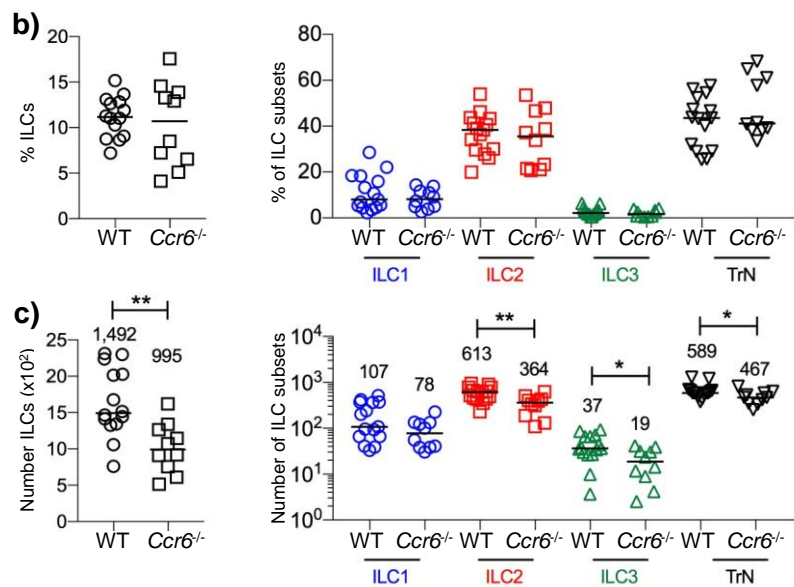 b)
% ILCs
20
15
10
5
0
WT Ccr6-/-
% of ILC subsets
80
60
40
20
0
WT Ccr6-/- WT Ccr6-/- WT Ccr6-/- WT Ccr6-/-
ILC1 ILC2 ILC3 TrN
c)
Number ILCs (x10²)
25
20
15
10
5
0
**
1,492
995
WT Ccr6-/-
Number of ILC subsets
10⁴
10³
10²
10¹
10⁰
** * *
107 78 613 364 37 19 589 467
WT Ccr6-/- WT Ccr6-/- WT Ccr6-/- WT Ccr6-/-
ILC1 ILC2 ILC3 TrN